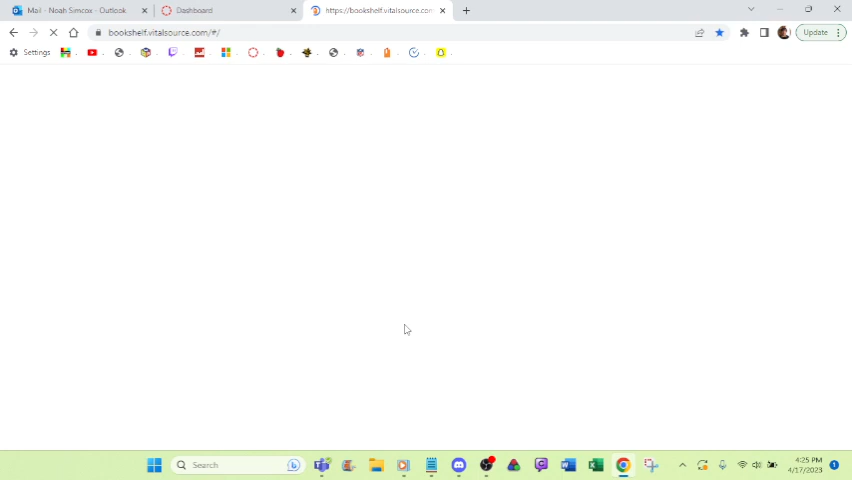 Mail - Noah Simcox - Outlook
Dashboard
https://bookshelf.vitalsource.com
bookshelf.vitalsource.com/#/
Update
Settings
Search
4:25 PM
4/17/2023
1